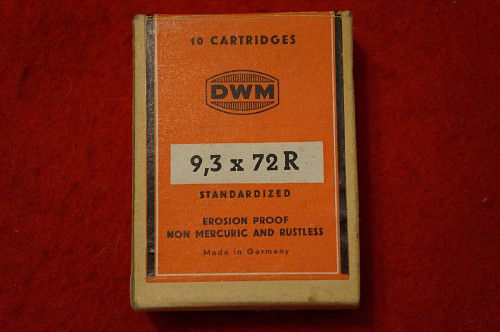 10 CARTRIDGES
DWM
9,3 x 72 R
STANDARDIZED
EROSION PROOF
NON MERCURIC AND RUSTLESS
Made in Germany